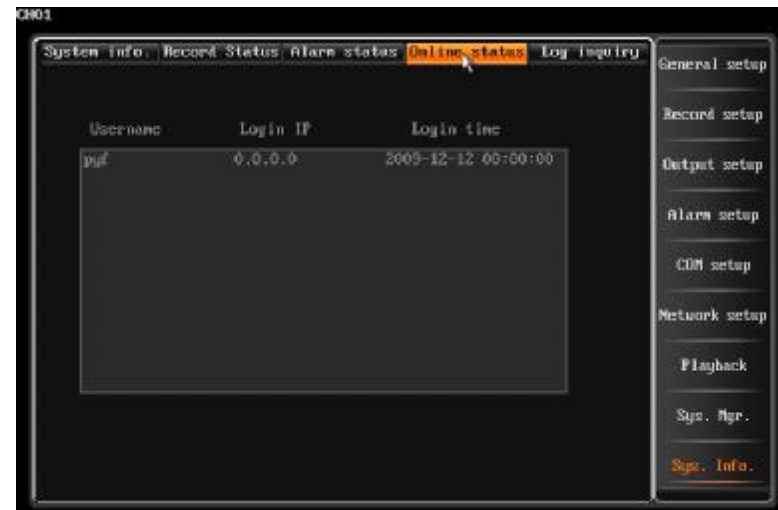 CH01
System info. Record Status Alarm status Online status Log inquiry
Username Login IP Login time
pyf 0.0.0.0 2009-12-12 00:00:00
General setup
Record setup
Output setup
Alarm setup
COM setup
Network setup
Playback
Sys. Mgr.
Sys. Info.